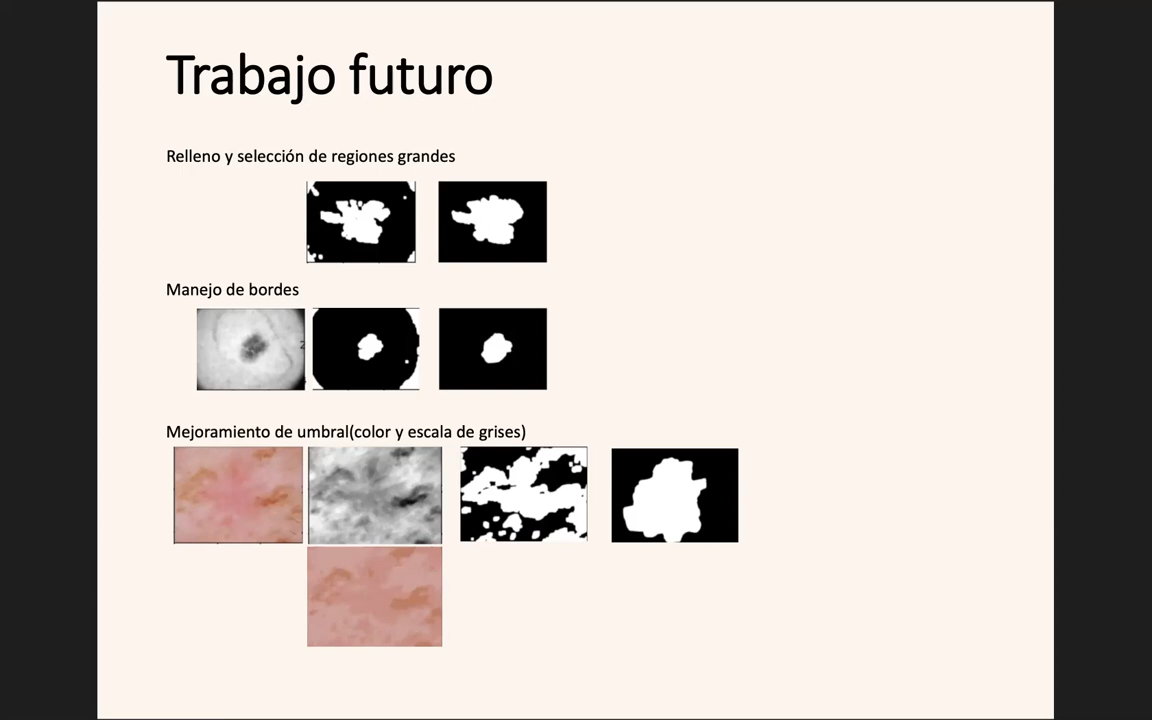 Trabajo futuro
Relleno y selección de regiones grandes
Manejo de bordes
Mejoramiento de umbral(color y escala de grises)